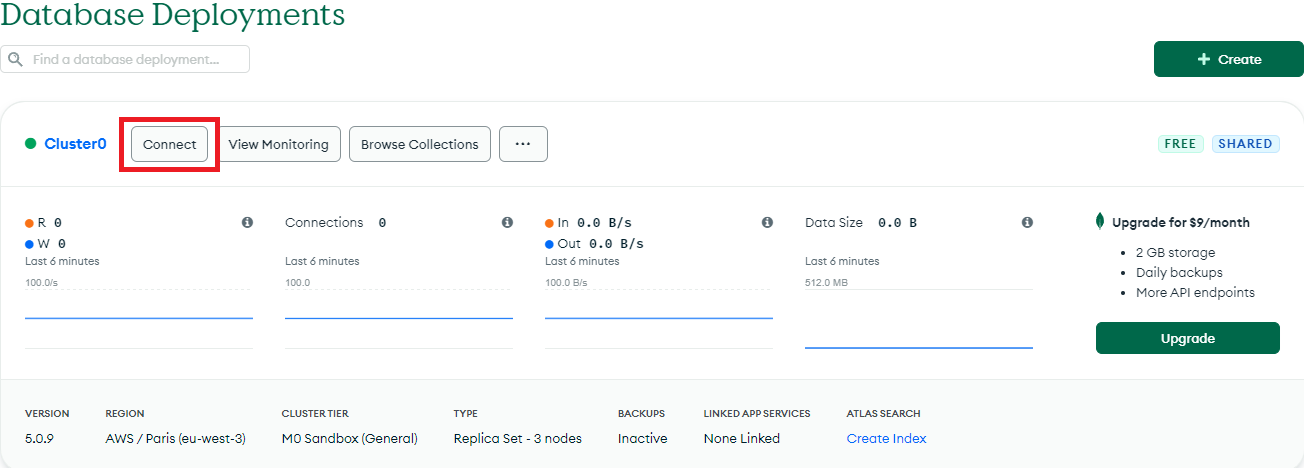 Database Deployments
Find a database deployment...
+ Create
Cluster0
Connect
View Monitoring
Browse Collections
...
FREE
SHARED
R 0
W 0
Last 6 minutes
100.0/s
Connections 0
Last 6 minutes
100.0
In 0.0 B/s
Out 0.0 B/s
Last 6 minutes
100.0 B/s
Data Size 0.0 B
Last 6 minutes
512.0 MB
Upgrade for $9/month
• 2 GB storage
• Daily backups
• More API endpoints
Upgrade
VERSION
5.0.9
REGION
AWS / Paris (eu-west-3)
CLUSTER TIER
M0 Sandbox (General)
TYPE
Replica Set - 3 nodes
BACKUPS
Inactive
LINKED APP SERVICES
None Linked
ATLAS SEARCH
Create Index